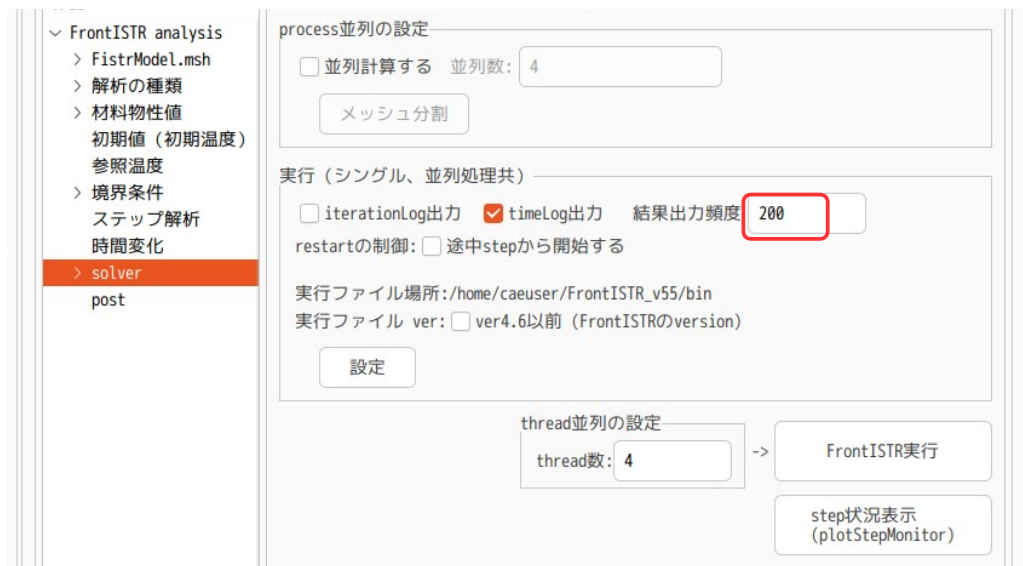 FrontISTR analysis
FistrModel.msh
解析の種類
材料物性値
初期値（初期温度）
参照温度
境界条件
ステップ解析
時間変化
solver
post
process並列の設定
並列計算する 並列数: 4
メッシュ分割
実行（シングル、並列処理共）
iterationLog出力 timeLog出力 結果出力頻度 200
restartの制御: 途中stepから開始する
実行ファイル場所:/home/caeuser/FrontISTR_v55/bin
実行ファイル ver: ver4.6以前（FrontISTRのversion)
設定
thread並列の設定
thread数: 4
->
FrontISTR実行
step状況表示
(plotStepMonitor)